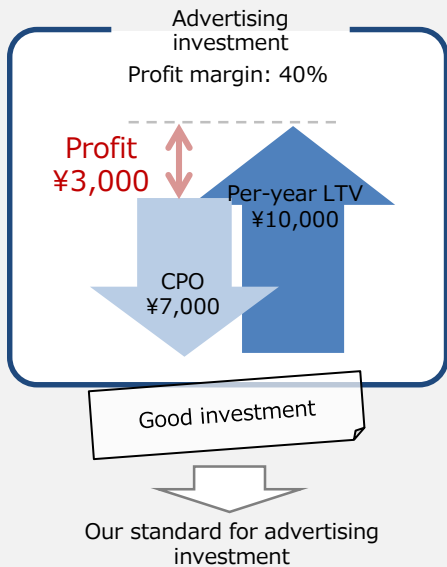 Advertising
investment
Profit margin: 40%
Profit
¥3,000
Per-year LTV
¥10,000
CPO
¥7,000
Good investment
Our standard for advertising
investment